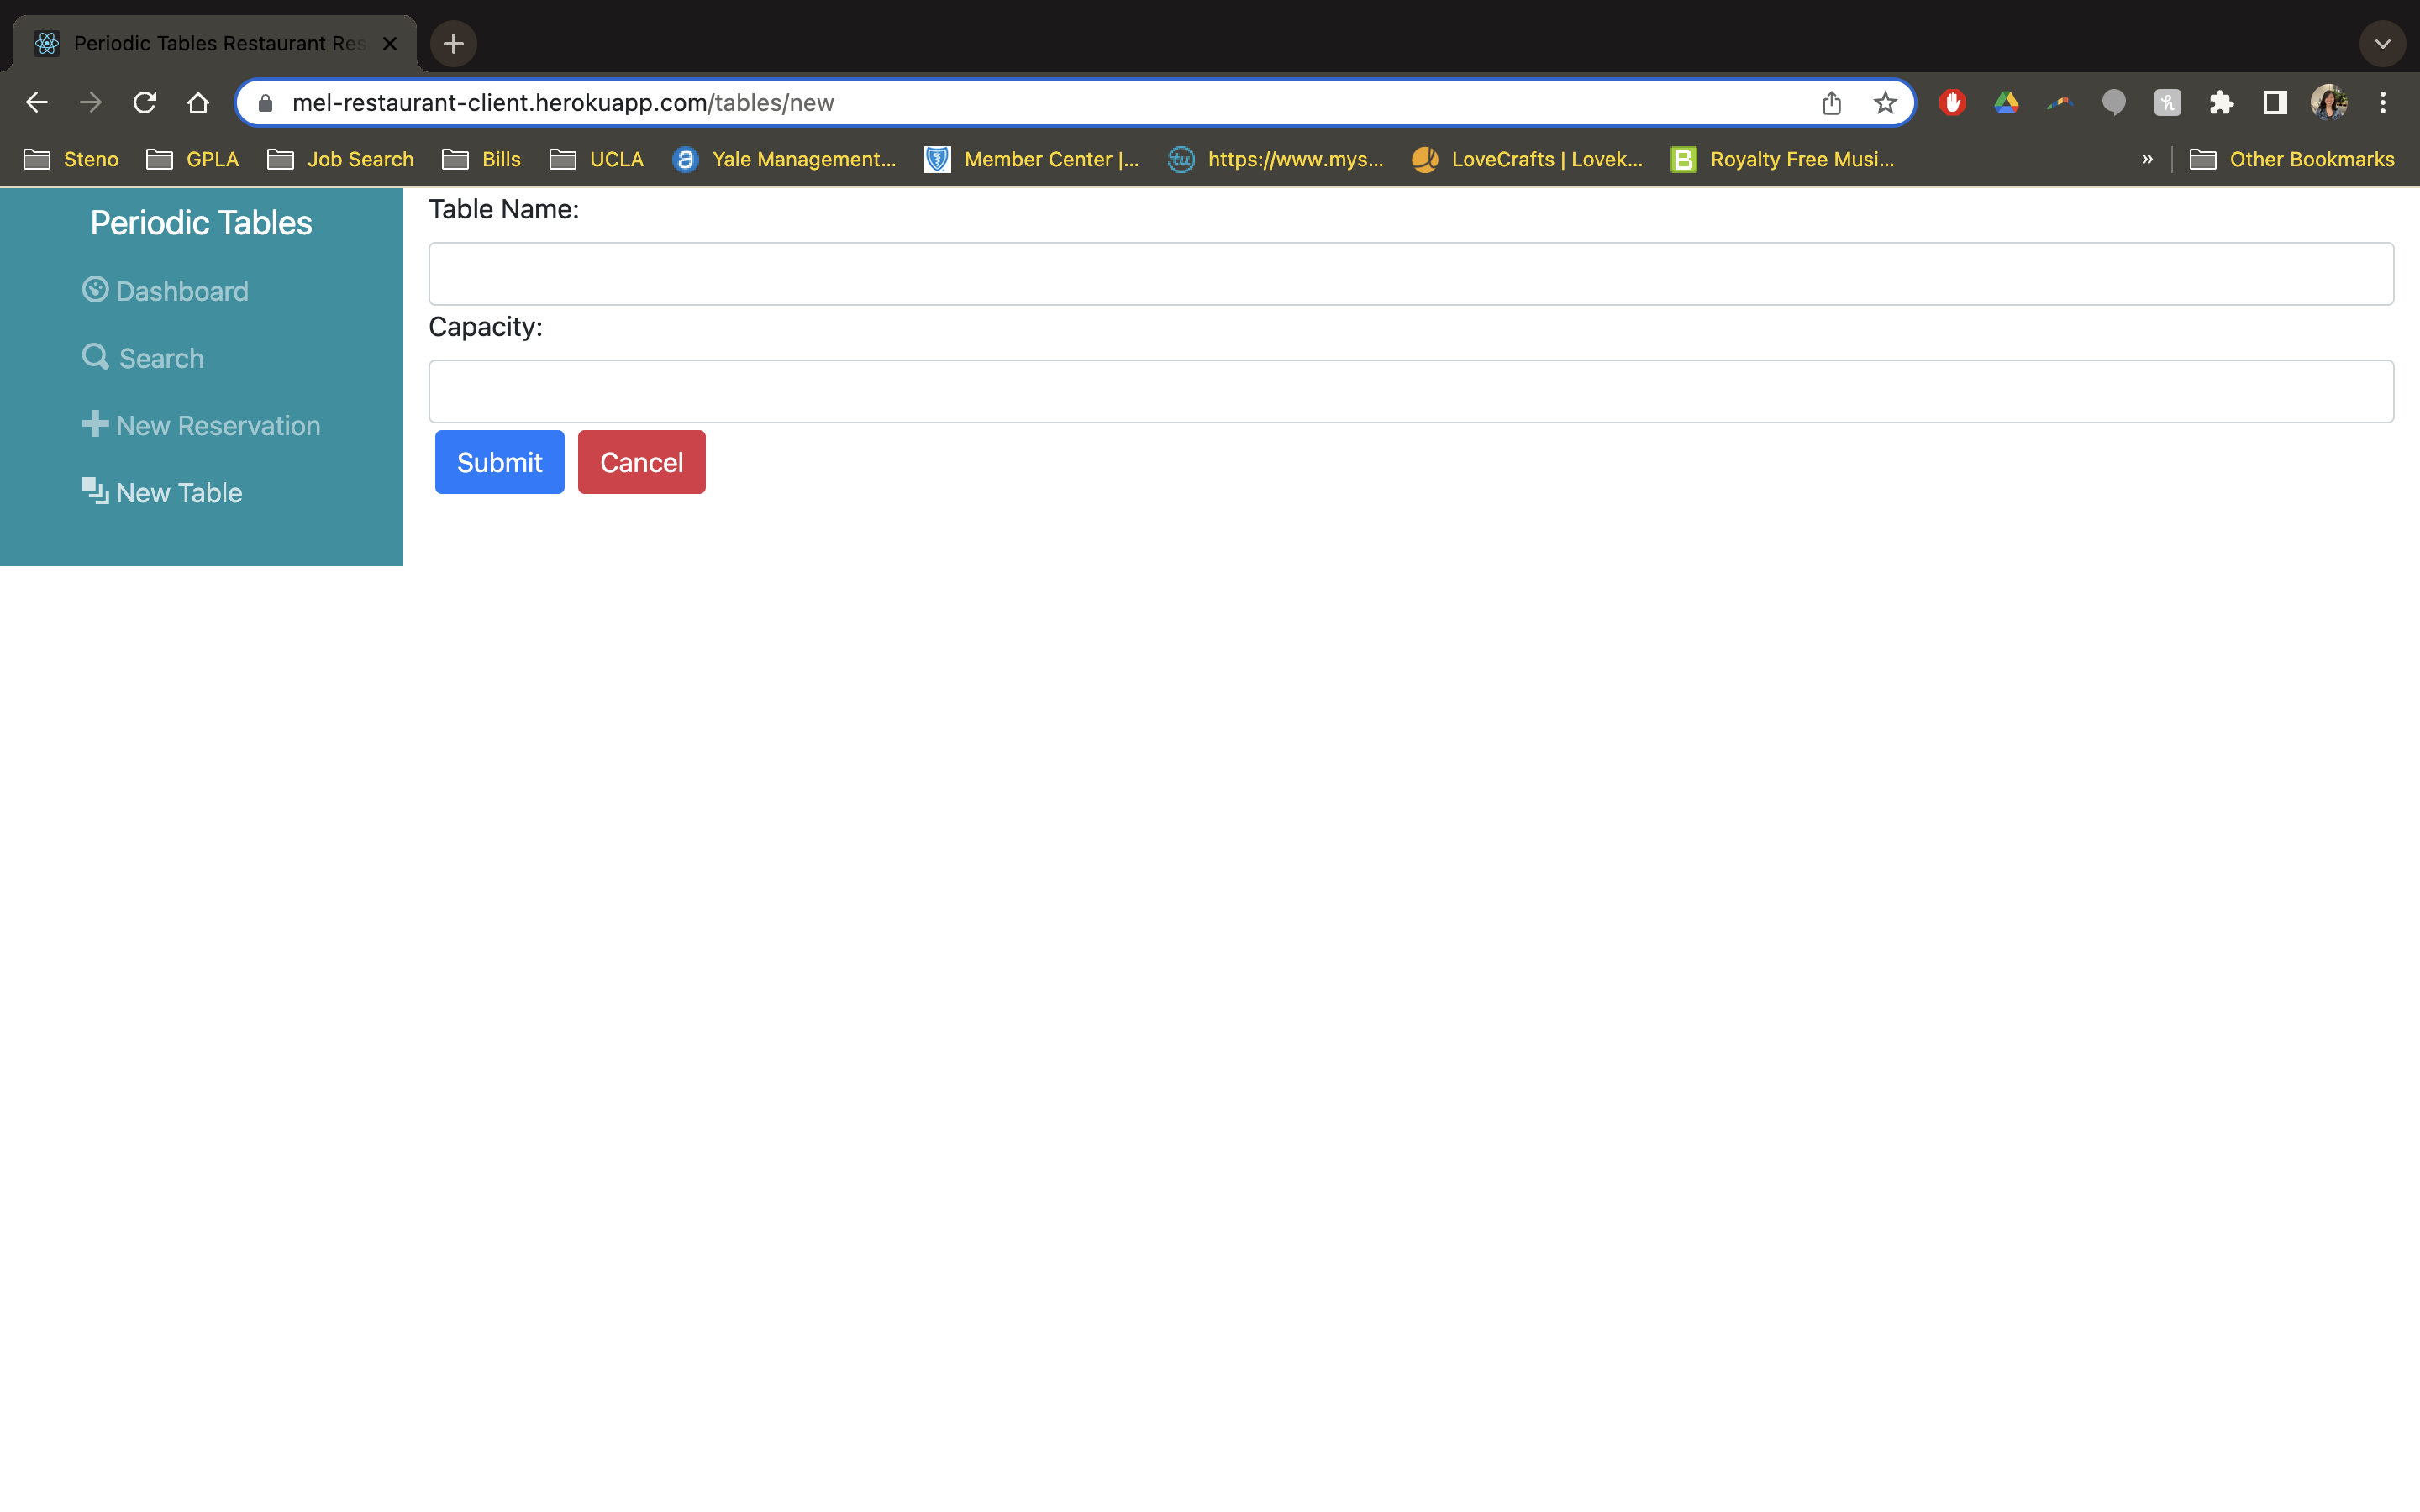 Periodic Tables Restaurant Res
mel-restaurant-client.herokuapp.com/tables/new
Steno GPLA Job Search Bills UCLA Yale Management... Member Center |... https://www.mys... LoveCrafts | Lovek... Royalty Free Musi... » Other Bookmarks
Periodic Tables
Dashboard
Search
New Reservation
New Table
Table Name:
Capacity:
Submit Cancel